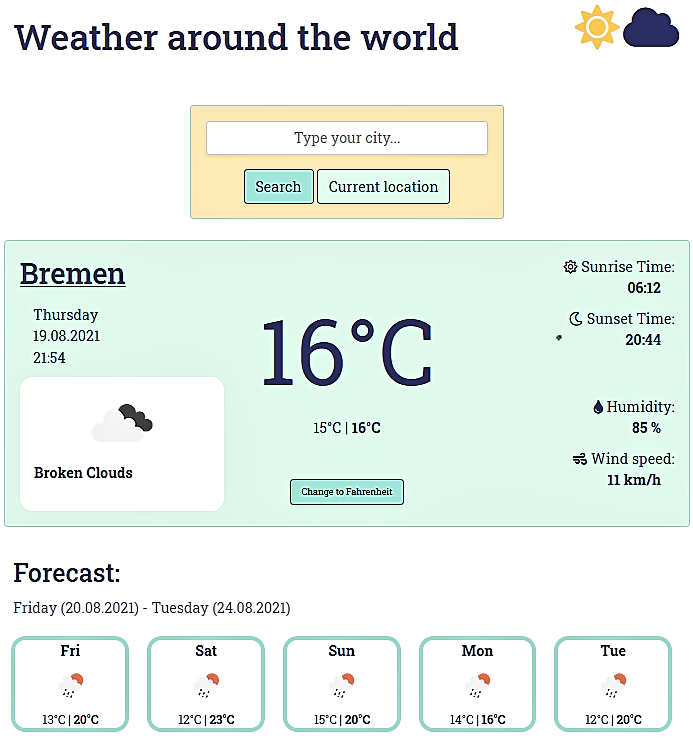 Weather around the world
Type your city...
Search
Current location
Bremen
Thursday
19.08.2021
21:54
Broken Clouds
16°C
15°C | 16°C
Change to Fahrenheit
Sunrise Time:
06:12
Sunset Time:
20:44
Humidity:
85 %
Wind speed:
11 km/h
Forecast:
Friday (20.08.2021) - Tuesday (24.08.2021)
Fri
13°C | 20°C
Sat
12°C | 23°C
Sun
15°C | 20°C
Mon
14°C | 16°C
Tue
12°C | 20°C